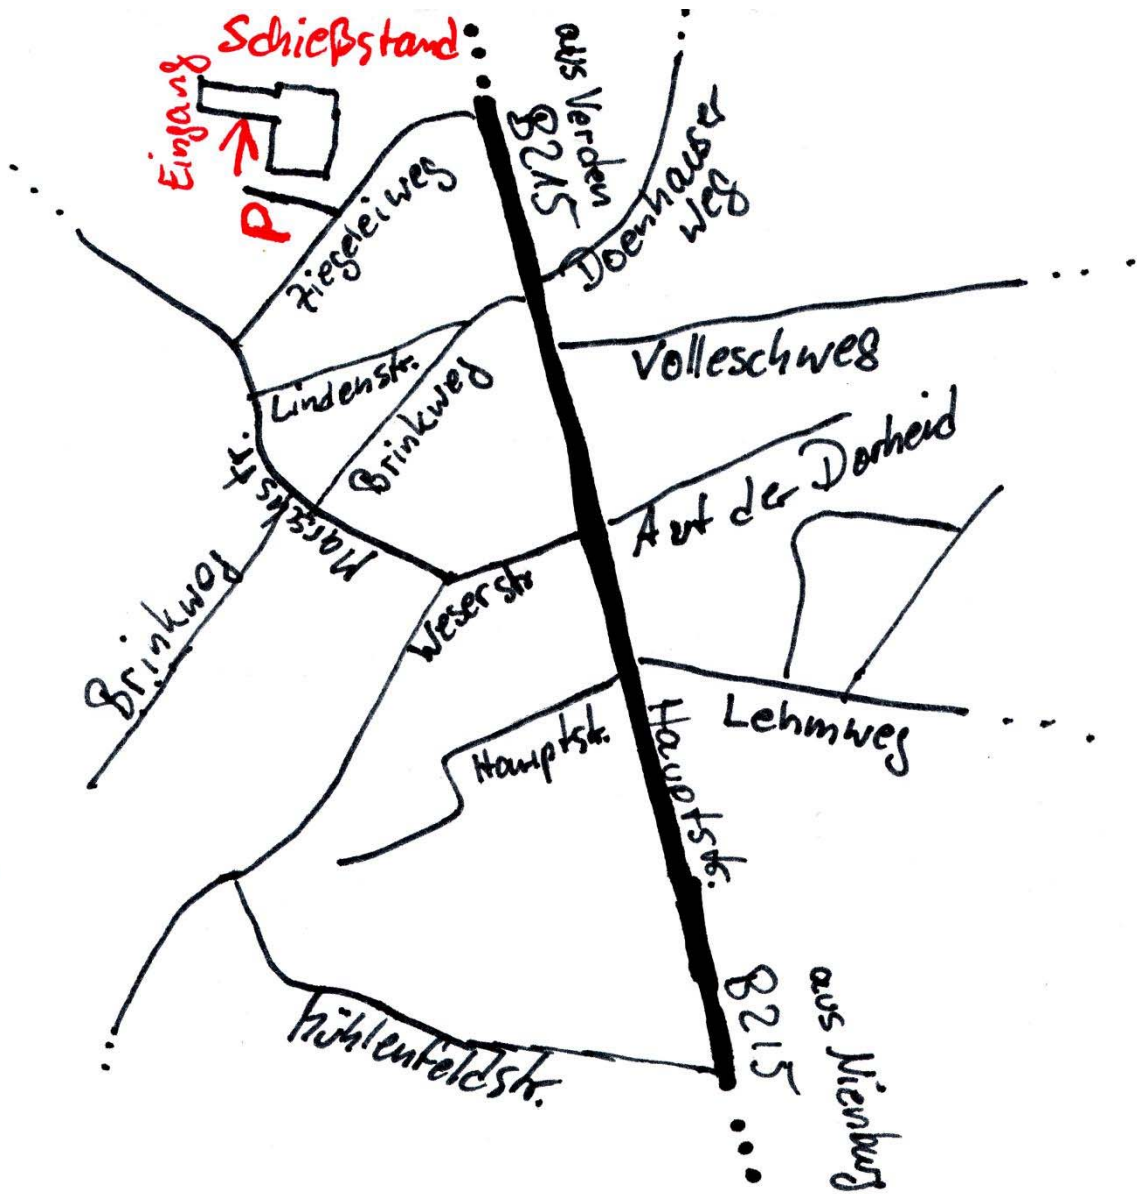 Schießstand
Eingang
P
aus Verden
B215
Doenhauser
Weg
Ziegeleiweg
Volleschweg
Lindenstr.
Brinkweg
Auf der Dorheid
Marschstr.
Weserstr.
Brinkweg
Lehmweg
Hauptstr.
Hauptstr.
B215
aus Nienburg
Mühlenfeldstr.